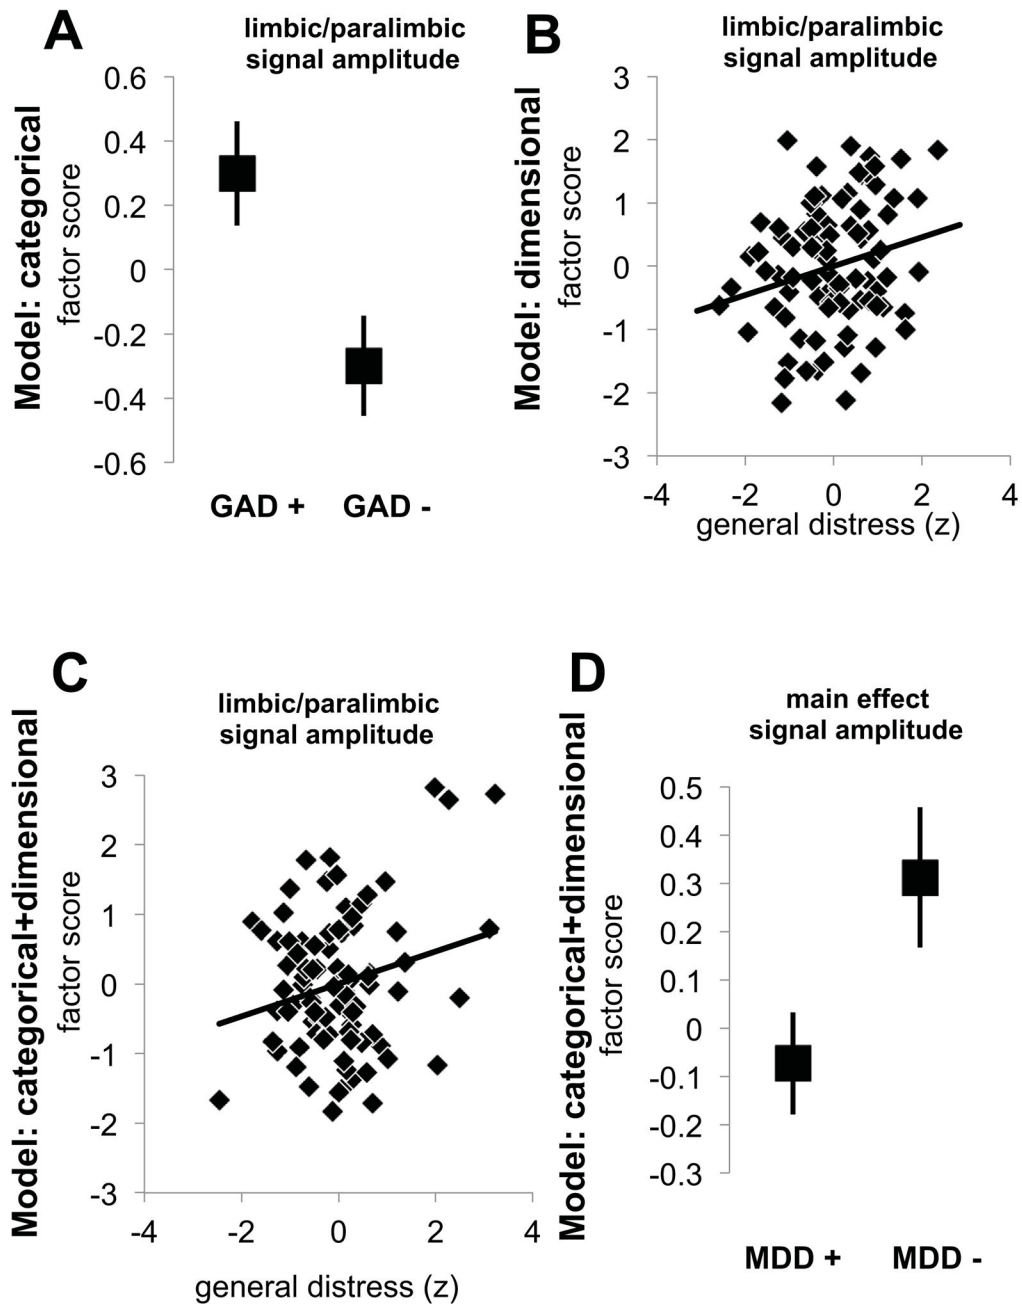 A
limbic/paralimbic
signal amplitude
Model: categorical
factor score
0.6
0.4
0.2
0
-0.2
-0.4
-0.6
GAD +
GAD -
B
limbic/paralimbic
signal amplitude
Model: dimensional
factor score
3
2
1
0
-1
-2
-3
-4
-2
0
2
4
general distress (z)
C
limbic/paralimbic
signal amplitude
Model: categorical+dimensional
factor score
3
2
1
0
-1
-2
-3
-4
-2
0
2
4
general distress (z)
D
main effect
signal amplitude
Model: categorical+dimensional
factor score
0.5
0.4
0.3
0.2
0.1
0
-0.1
-0.2
-0.3
MDD +
MDD -